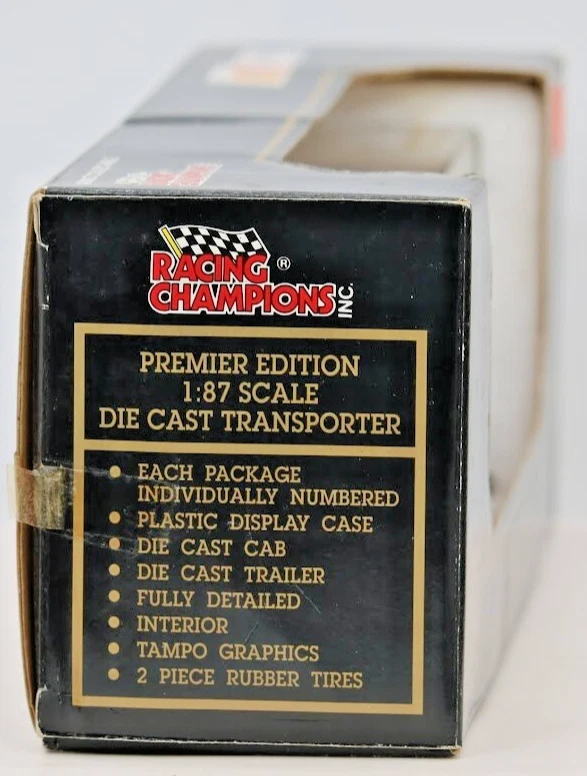 RACING ®
CHAMPIONS INC.
PREMIER EDITION
1:87 SCALE
DIE CAST TRANSPORTER
• EACH PACKAGE
INDIVIDUALLY NUMBERED
• PLASTIC DISPLAY CASE
• DIE CAST CAB
• DIE CAST TRAILER
• FULLY DETAILED
• INTERIOR
• TAMPO GRAPHICS
• 2 PIECE RUBBER TIRES